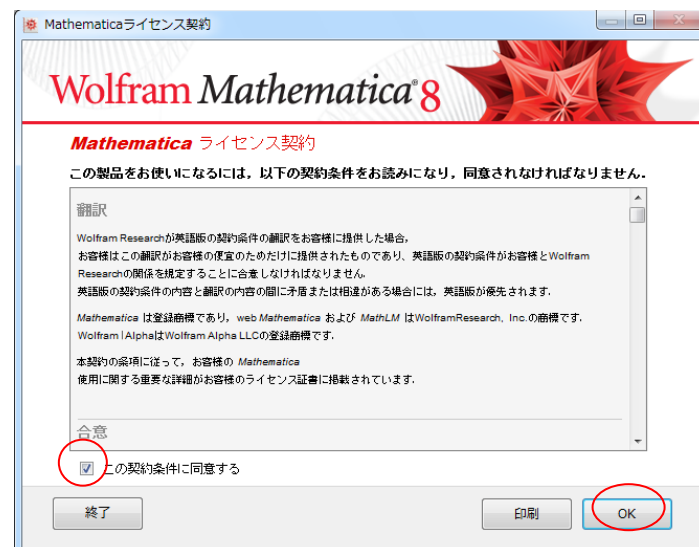 Mathematicaライセンス契約
Wolfram Mathematica®8
Mathematica ライセンス契約
この製品をお使いになるには，以下の契約条件をお読みになり，同意されなければなりません.
翻訳
Wolfram Researchが英語版の契約条件の翻訳をお客様に提供した場合，
お客様はこの翻訳がお客様の便宜のためだけに提供されたものであり，英語版の契約条件がお客様とWolfram
Researchの関係を規定することに合意しなければなりません.
英語版の契約条件の内容と翻訳の内容の間に矛盾または相違がある場合には，英語版が優先されます.
Mathematica は登録商標であり，web Mathematica および MathLM はWolframResearch, Inc.の商標です.
Wolfram|AlphaはWolfram Alpha LLCの登録商標です.
本契約の条項に従って，お客様の Mathematica
使用に関する重要な詳細がお客様のライセンス証書に掲載されています.
合意
この契約条件に同意する
終了
印刷
OK